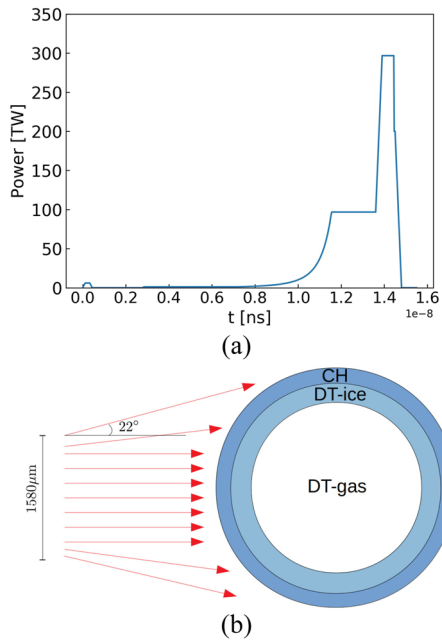 350
300
250
200
150
100
50
0
Power [TW]
0.0 0.2 0.4 0.6 0.8 1.0 1.2 1.4 1.6
1e-8
t [ns]
(a)
CH
DT-ice
22°
1580μm
DT-gas
(b)